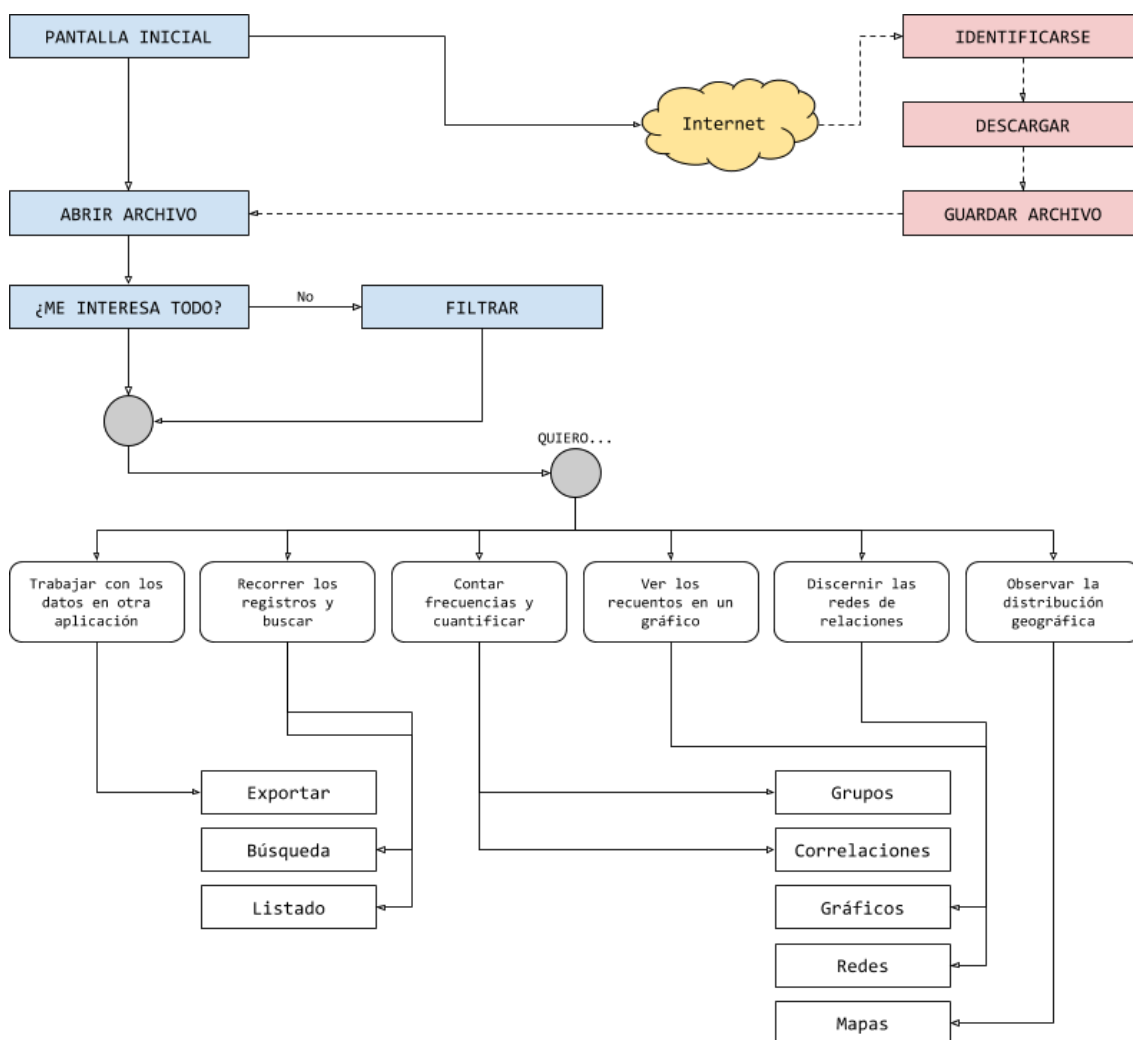 PANTALLA INICIAL
IDENTIFICARSE
Internet
DESCARGAR
ABRIR ARCHIVO
GUARDAR ARCHIVO
¿ME INTERESA TODO?
No
FILTRAR
QUIERO...
Trabajar con los
datos en otra
aplicación
Recorrer los
registros y
buscar
Contar
frecuencias y
cuantificar
Ver los
recuentos en un
gráfico
Discernir las
redes de
relaciones
Observar la
distribución
geográfica
Exportar
Grupos
Búsqueda
Correlaciones
Listado
Gráficos
Redes
Mapas